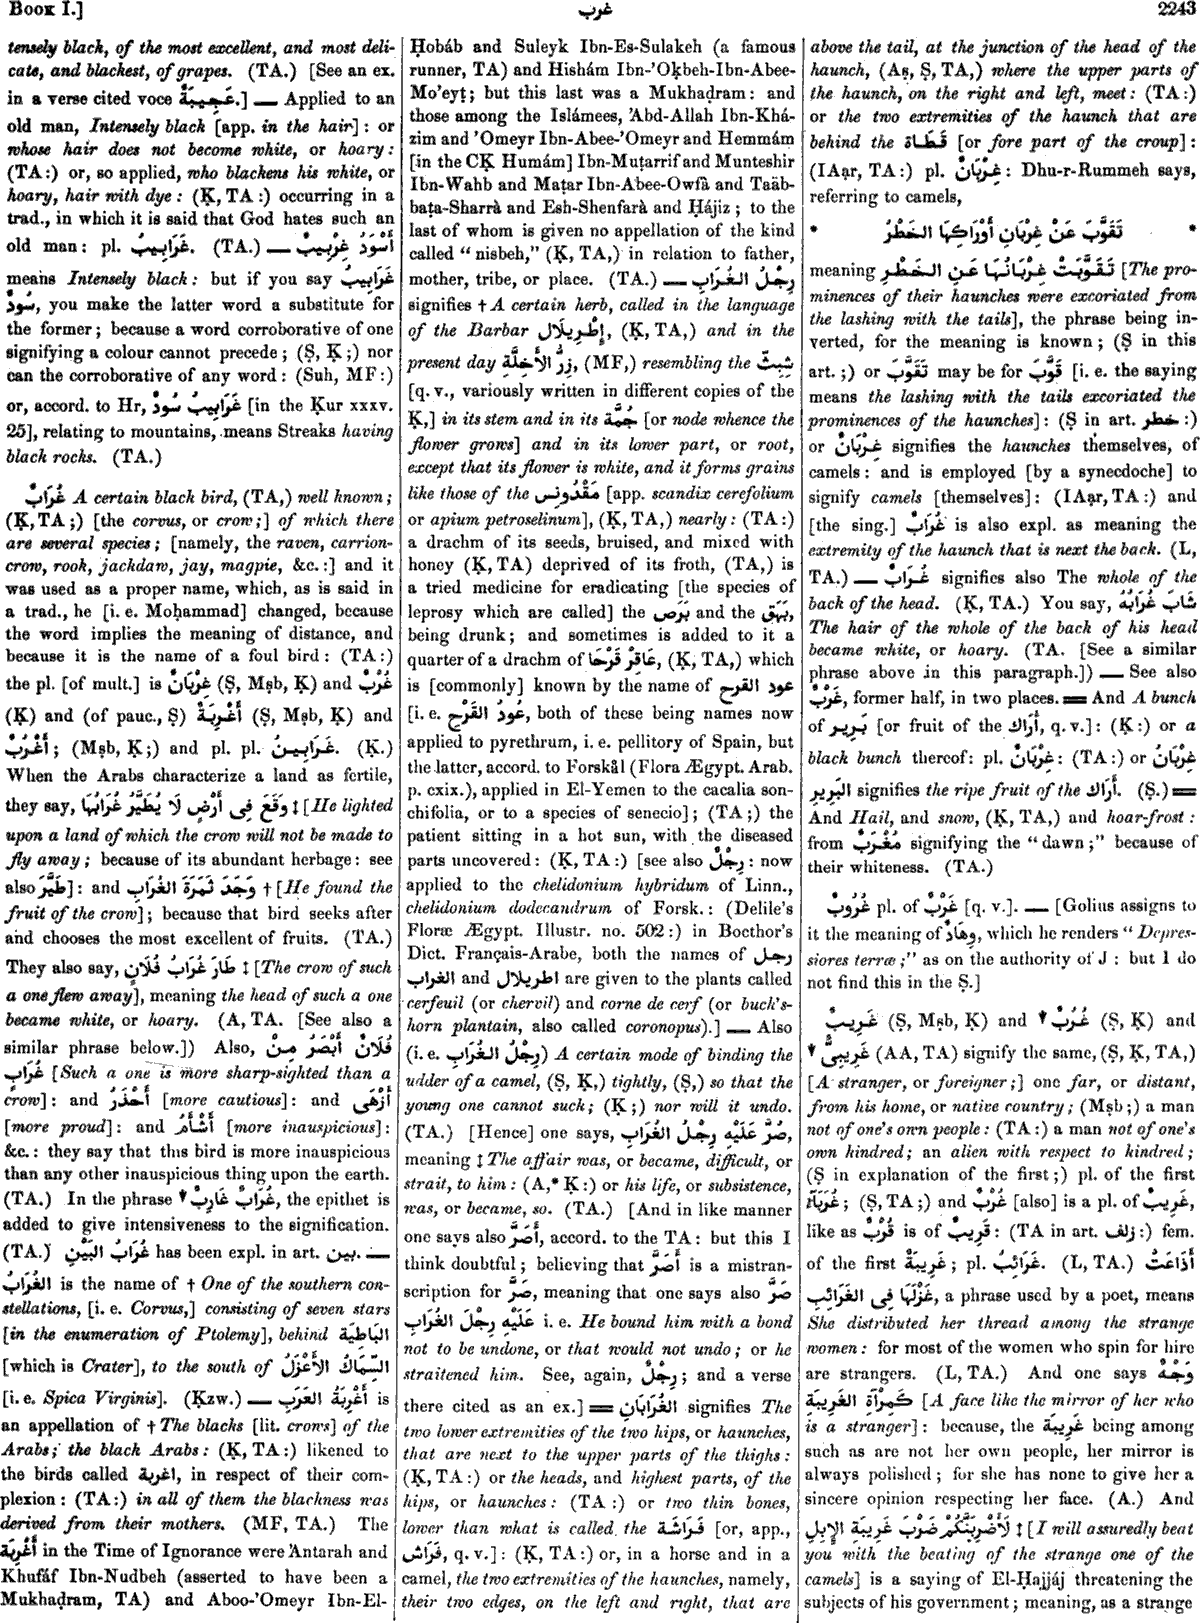 Book I.]
غرب
2243
tensely black, of the most excellent, and most deli-
cate, and blackest, of grapes. (TA.) [See an ex.
in a verse cited voce عَجِيبَةٌ.] — Applied to an
old man, Intensely black [app. in the hair]: or
whose hair does not become white, or hoary:
(TA:) or, so applied, who blackens his white, or
hoary, hair with dye: (Ḳ, TA:) occurring in a
trad., in which it is said that God hates such an
old man: pl. غَرَابِيبُ. (TA.) — أَسْوَدُ غِرْبِيبٌ
means Intensely black: but if you say غَرَابِيبُ
سُودٌ, you make the latter word a substitute for
the former; because a word corroborative of one
signifying a colour cannot precede; (Ṣ, Ḳ;) nor
can the corroborative of any word: (Suh, MF:)
or, accord. to Hr, غَرَابِيبُ سُودٌ [in the Ḳur xxxv.
25], relating to mountains, means Streaks having
black rocks. (TA.)
غُرَابٌ A certain black bird, (TA,) well known;
(Ḳ, TA;) [the corvus, or crow;] of which there
are several species; [namely, the raven, carrion-
crow, rook, jackdaw, jay, magpie, &c.:] and it
was used as a proper name, which, as is said in
a trad., he [i. e. Moḥammad] changed, because
the word implies the meaning of distance, and
because it is the name of a foul bird: (TA:)
the pl. [of mult.] is غِرْبَانٌ (Ṣ, Mṣb, Ḳ) and غُرْبٌ
(Ḳ) and (of pauc., Ṣ) أَغْرِبَةٌ (Ṣ, Mṣb, Ḳ) and
أَغْرُبٌ; (Mṣb, Ḳ;) and pl. pl. غَرَابِينُ. (Ḳ.)
When the Arabs characterize a land as fertile,
they say, وَقَعَ فِى أَرْضٍ لَا يُطَيَّرُ غُرَابُهَا ‡ [He lighted
upon a land of which the crow will not be made to
fly away; because of its abundant herbage: see
also طَيَّرَ]: and وَجَدَ ثَمَرَةَ الغُرَابِ † [He found the
fruit of the crow]; because that bird seeks after
and chooses the most excellent of fruits. (TA.)
They also say, طَارَ غُرَابُ فُلَانٍ ‡ [The crow of such
a one flew away], meaning the head of such a one
became white, or hoary. (A, TA. [See also a
similar phrase below.]) Also, فُلَانٌ أَبْصَرُ مِنْ
غُرَابٍ [Such a one is more sharp-sighted than a
crow]: and أَحْذَرُ [more cautious]: and أَزْهَى
[more proud]: and أَشْأَمُ [more inauspicious]:
&c.: they say that this bird is more inauspicious
than any other inauspicious thing upon the earth.
(TA.) In the phrase غُرَابٌ غَارِبٌ ▾, the epithet is
added to give intensiveness to the signification.
(TA.) غُرَابُ البَيْنِ has been expl. in art. بين. —
الغُرَابُ is the name of † One of the southern con-
stellations, [i. e. Corvus,] consisting of seven stars
[in the enumeration of Ptolemy], behind البَاطِيَة
[which is Crater], to the south of السِّمَاكُ الأَعْزَلُ
[i. e. Spica Virginis]. (Ḳzw.) — أَغْرِبَةُ العَرَبِ is
an appellation of † The blacks [lit. crows] of the
Arabs; the black Arabs: (Ḳ, TA:) likened to
the birds called اغربة, in respect of their com-
plexion: (TA:) in all of them the blackness was
derived from their mothers. (MF, TA.) The
أَغْرِبَة in the Time of Ignorance were 'Antarah and
Khufáf Ibn-Nudbeh (asserted to have been a
Mukhaḍram, TA) and Aboo-'Omeyr Ibn-El-
Ḥobáb and Suleyk Ibn-Es-Sulakeh (a famous
runner, TA) and Hishám Ibn-'Oḳbeh-Ibn-Abee-
Mo'eyṭ; but this last was a Mukhaḍram: and
those among the Islámees, 'Abd-Allah Ibn-Khá-
zim and 'Omeyr Ibn-Abee-'Omeyr and Hemmám
[in the CḲ Humám] Ibn-Muṭarrif and Munteshir
Ibn-Wahb and Maṭar Ibn-Abee-Owfà and Taäb-
baṭa-Sharrà and Esh-Shenfarà and Ḥájiz; to the
last of whom is given no appellation of the kind
called "nisbeh," (Ḳ, TA,) in relation to father,
mother, tribe, or place. (TA.) — رِجْلُ الغُرَابِ
signifies † A certain herb, called in the language
of the Barbar إِطْرِيلَال, (Ḳ, TA,) and in the
present day زِرُّ الأَخِلَّة, (MF,) resembling the شِبِثّ
[q. v., variously written in different copies of the
Ḳ,] in its stem and in its جُمَّة [or node whence the
flower grows] and in its lower part, or root,
except that its flower is white, and it forms grains
like those of the مَقْدُونِس [app. scandix cerefolium
or apium petroselinum], (Ḳ, TA,) nearly: (TA:)
a drachm of its seeds, bruised, and mixed with
honey (Ḳ, TA) deprived of its froth, (TA,) is
a tried medicine for eradicating [the species of
leprosy which are called] the بَرَص and the بَهَق,
being drunk; and sometimes is added to it a
quarter of a drachm of عَاقِرْ قَرْحَا, (Ḳ, TA,) which
is [commonly] known by the name of عود القرح
[i. e. عُودُ القَرْحِ, both of these being names now
applied to pyrethrum, i. e. pellitory of Spain, but
the latter, accord. to Forskål (Flora Ægypt. Arab.
p. cxix.), applied in El-Yemen to the cacalia son-
chifolia, or to a species of senecio]; (TA;) the
patient sitting in a hot sun, with the diseased
parts uncovered: (Ḳ, TA:) [see also رِجْلٌ: now
applied to the chelidonium hybridum of Linn.,
chelidonium dodecandrum of Forsk.: (Delile's
Floræ Ægypt. Illustr. no. 502:) in Bocthor's
Dict. Français-Arabe, both the names of رجل
الغراب and اطريلال are given to the plants called
cerfeuil (or chervil) and corne de cerf (or buck's-
horn plantain, also called coronopus).] — Also
(i. e. رِجْلُ الغُرَابِ) A certain mode of binding the
udder of a camel, (Ṣ, Ḳ,) tightly, (Ṣ,) so that the
young one cannot suck; (Ḳ;) nor will it undo.
(TA.) [Hence] one says, صُرَّ عَلَيْهِ رِجْلُ الغُرَابِ,
meaning ‡ The affair was, or became, difficult, or
strait, to him: (A,* Ḳ:) or his life, or subsistence,
was, or became, so. (TA.) [And in like manner
one says also أَصَرَّ, accord. to the TA: but this I
think doubtful; believing that أَصَرَّ is a mistran-
scription for صَرَّ, meaning that one says also صَرَّ
عَلَيْهِ رِجْلَ الغُرَابِ i. e. He bound him with a bond
not to be undone, or that would not undo; or he
straitened him. See, again, رِجْلٌ; and a verse
there cited as an ex.] ═ الغُرَابَانِ signifies The
two lower extremities of the two hips, or haunches,
that are next to the upper parts of the thighs:
(Ḳ, TA:) or the heads, and highest parts, of the
hips, or haunches: (TA:) or two thin bones,
lower than what is called the فَرَاشَة [or, app.,
فَرَاش, q. v.]: (Ḳ, TA:) or, in a horse and in a
camel, the two extremities of the haunches, namely,
their two edges, on the left and right, that are
above the tail, at the junction of the head of the
haunch, (Aṣ, Ṣ, TA,) where the upper parts of
the haunch, on the right and left, meet: (TA:)
or the two extremities of the haunch that are
behind the قَطَاة [or fore part of the croup]:
(IAạr, TA:) pl. غِرْبَانٌ: Dhu-r-Rummeh says,
referring to camels,
* تَقَوَّبَ عَنْ غِرْبَانِ أَوْرَاكِهَا الخَطْرُ *
meaning تَقَوَّبَتْ غِرْبَانُهَا عَنِ الخَطْرِ [The pro-
minences of their haunches were excoriated from
the lashing with the tails], the phrase being in-
verted, for the meaning is known; (Ṣ in this
art.;) or تَقَوَّبَ may be for قَوَّبَ [i. e. the saying
means the lashing with the tails excoriated the
prominences of the haunches]: (Ṣ in art. خطر:)
or غِرْبَانٌ signifies the haunches themselves, of
camels: and is employed [by a synecdoche] to
signify camels [themselves]: (IAạr, TA:) and
[the sing.] غُرَابٌ is also expl. as meaning the
extremity of the haunch that is next the back. (L,
TA.) — غُرَابٌ signifies also The whole of the
back of the head. (Ḳ, TA.) You say, شَابَ غُرَابُهُ
The hair of the whole of the back of his head
became white, or hoary. (TA. [See a similar
phrase above in this paragraph.]) — See also
غَرْبٌ, former half, in two places. ═ And A bunch
of بَرِير [or fruit of the أَرَاك, q. v.]: (Ḳ:) or a
black bunch thereof: pl. غِرْبَانٌ: (TA:) or غِرْبَانُ
البَرِيرِ signifies the ripe fruit of the أَرَاك. (Ṣ.) ═
And Hail, and snow, (Ḳ, TA,) and hoar-frost:
from مُغْرَبٌ signifying the "dawn;" because of
their whiteness. (TA.)
غُرُوبٌ pl. of غَرْبٌ [q. v.]. — [Golius assigns to
it the meaning of وِهَادٌ, which he renders "Depres-
siores terræ;" as on the authority of J: but I do
not find this in the Ṣ.]
غَرِيبٌ (Ṣ, Mṣb, Ḳ) and غُرُبٌ ▾ (Ṣ, Ḳ) and
غَرِيبِىٌّ ▾ (AA, TA) signify the same, (Ṣ, Ḳ, TA,)
[A stranger, or foreigner;] one far, or distant,
from his home, or native country; (Mṣb;) a man
not of one's own people: (TA:) a man not of one's
own kindred; an alien with respect to kindred;
(Ṣ in explanation of the first;) pl. of the first
غُرَبَآءُ; (Ṣ, TA;) and غُرْبٌ [also] is a pl. of غَرِيبٌ,
like as قُرْبٌ is of قَرِيبٌ: (TA in art. زلف:) fem.
of the first غَرِيبَةٌ; pl. غَرَائِبُ. (L, TA.) أَذَاعَتْ
غَزْلَهَا فِى الغَرَائِبِ, a phrase used by a poet, means
She distributed her thread among the strange
women: for most of the women who spin for hire
are strangers. (L, TA.) And one says وَجْهٌ
كَمِرْآةِ الغَرِيبَةِ [A face like the mirror of her who
is a stranger]: because, the غَرِيبَة being among
such as are not her own people, her mirror is
always polished; for she has none to give her a
sincere opinion respecting her face. (A.) And
لَأَضْرِبَنَّكُمْ ضَرْبَ غَرِيبَةِ الإِبِلِ ‡ [I will assuredly beat
you with the beating of the strange one of the
camels] is a saying of El-Ḥajjáj threatening the
subjects of his government; meaning, as a strange